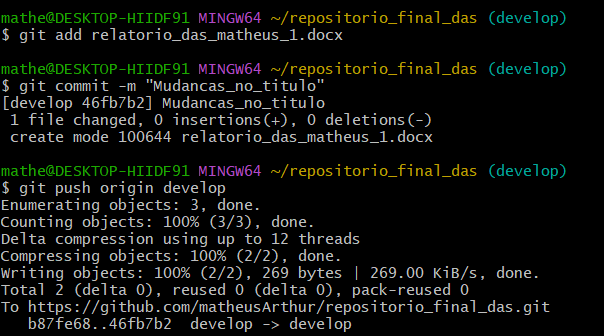 mathe@DESKTOP-HIIDF91 MINGW64 ~/repositorio_final_das (develop)
$ git add relatorio_das_matheus_1.docx
mathe@DESKTOP-HIIDF91 MINGW64 ~/repositorio_final_das (develop)
$ git commit -m "Mudancas_no_titulo"
[develop 46fb7b2] Mudancas_no_titulo
 1 file changed, 0 insertions(+), 0 deletions(-)
 create mode 100644 relatorio_das_matheus_1.docx
mathe@DESKTOP-HIIDF91 MINGW64 ~/repositorio_final_das (develop)
$ git push origin develop
Enumerating objects: 3, done.
Counting objects: 100% (3/3), done.
Delta compression using up to 12 threads
Compressing objects: 100% (2/2), done.
Writing objects: 100% (2/2), 269 bytes | 269.00 KiB/s, done.
Total 2 (delta 0), reused 0 (delta 0), pack-reused 0
To https://github.com/matheusArthur/repositorio_final_das.git
   b87fe68..46fb7b2  develop -> develop